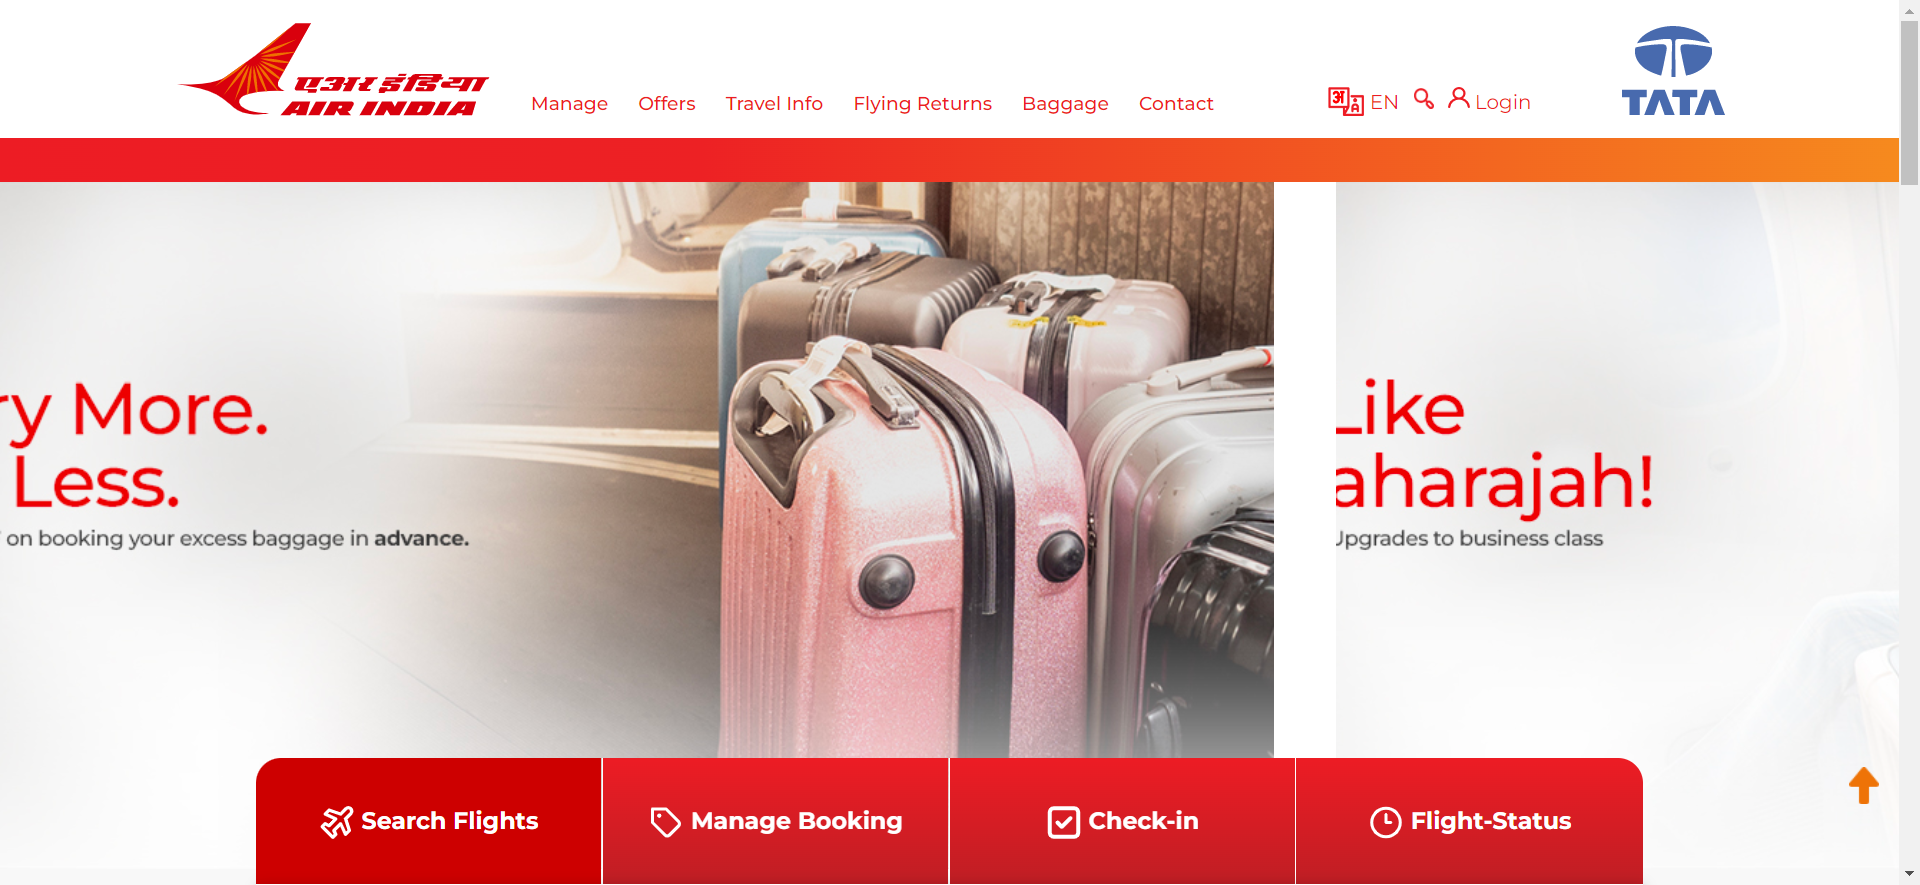 एअर इंडिया
AIR INDIA
Manage
Offers
Travel Info
Flying Returns
Baggage
Contact
अ
EN
Login
TATA
ry More.
Less.
on booking your excess baggage in advance.
Like
aharajah!
Upgrades to business class
Search Flights
Manage Booking
Check-in
Flight-Status